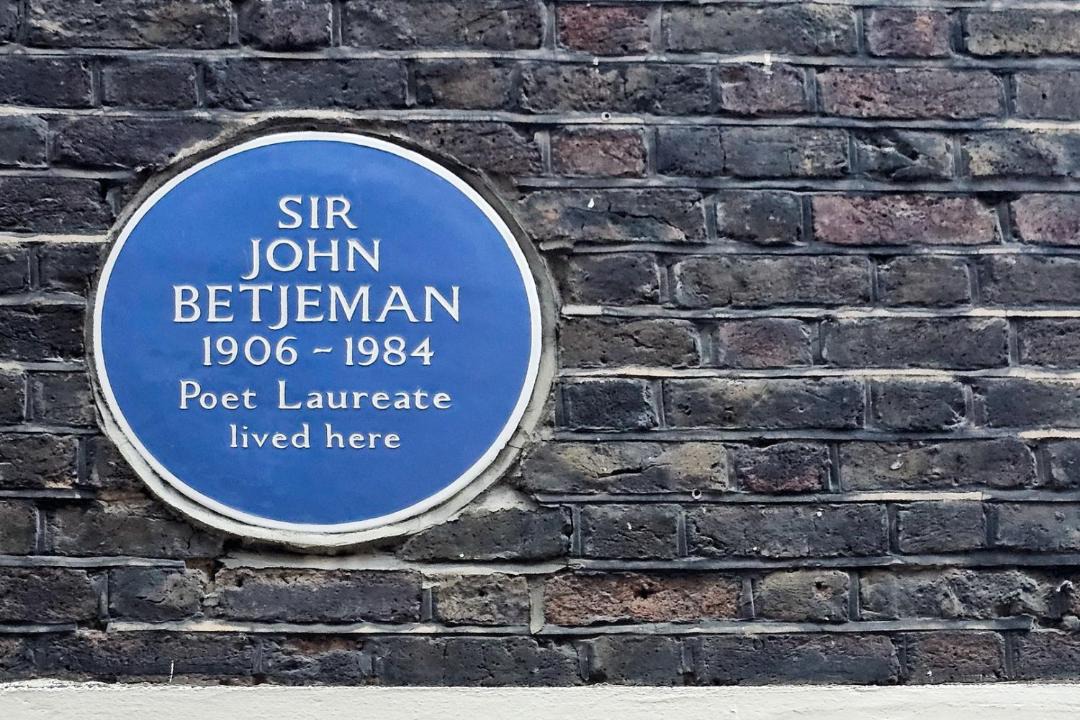 SIR
JOHN
BETJEMAN
1906 - 1984
Poet Laureate
lived here